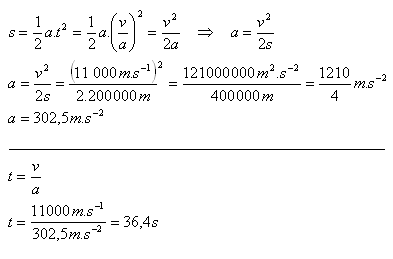 s = 1/2 a.t² = 1/2 a.(v/a)² = v²/2a ⇒ a = v²/2s
a = v²/2s = (11 000 m.s⁻¹)²/2.200000 m = 121000000 m².s⁻²/400000 m = 1210/4 m.s⁻²
a = 302,5 m.s⁻²
t = v/a
t = 11000 m.s⁻¹/302,5 m.s⁻² = 36,4 s